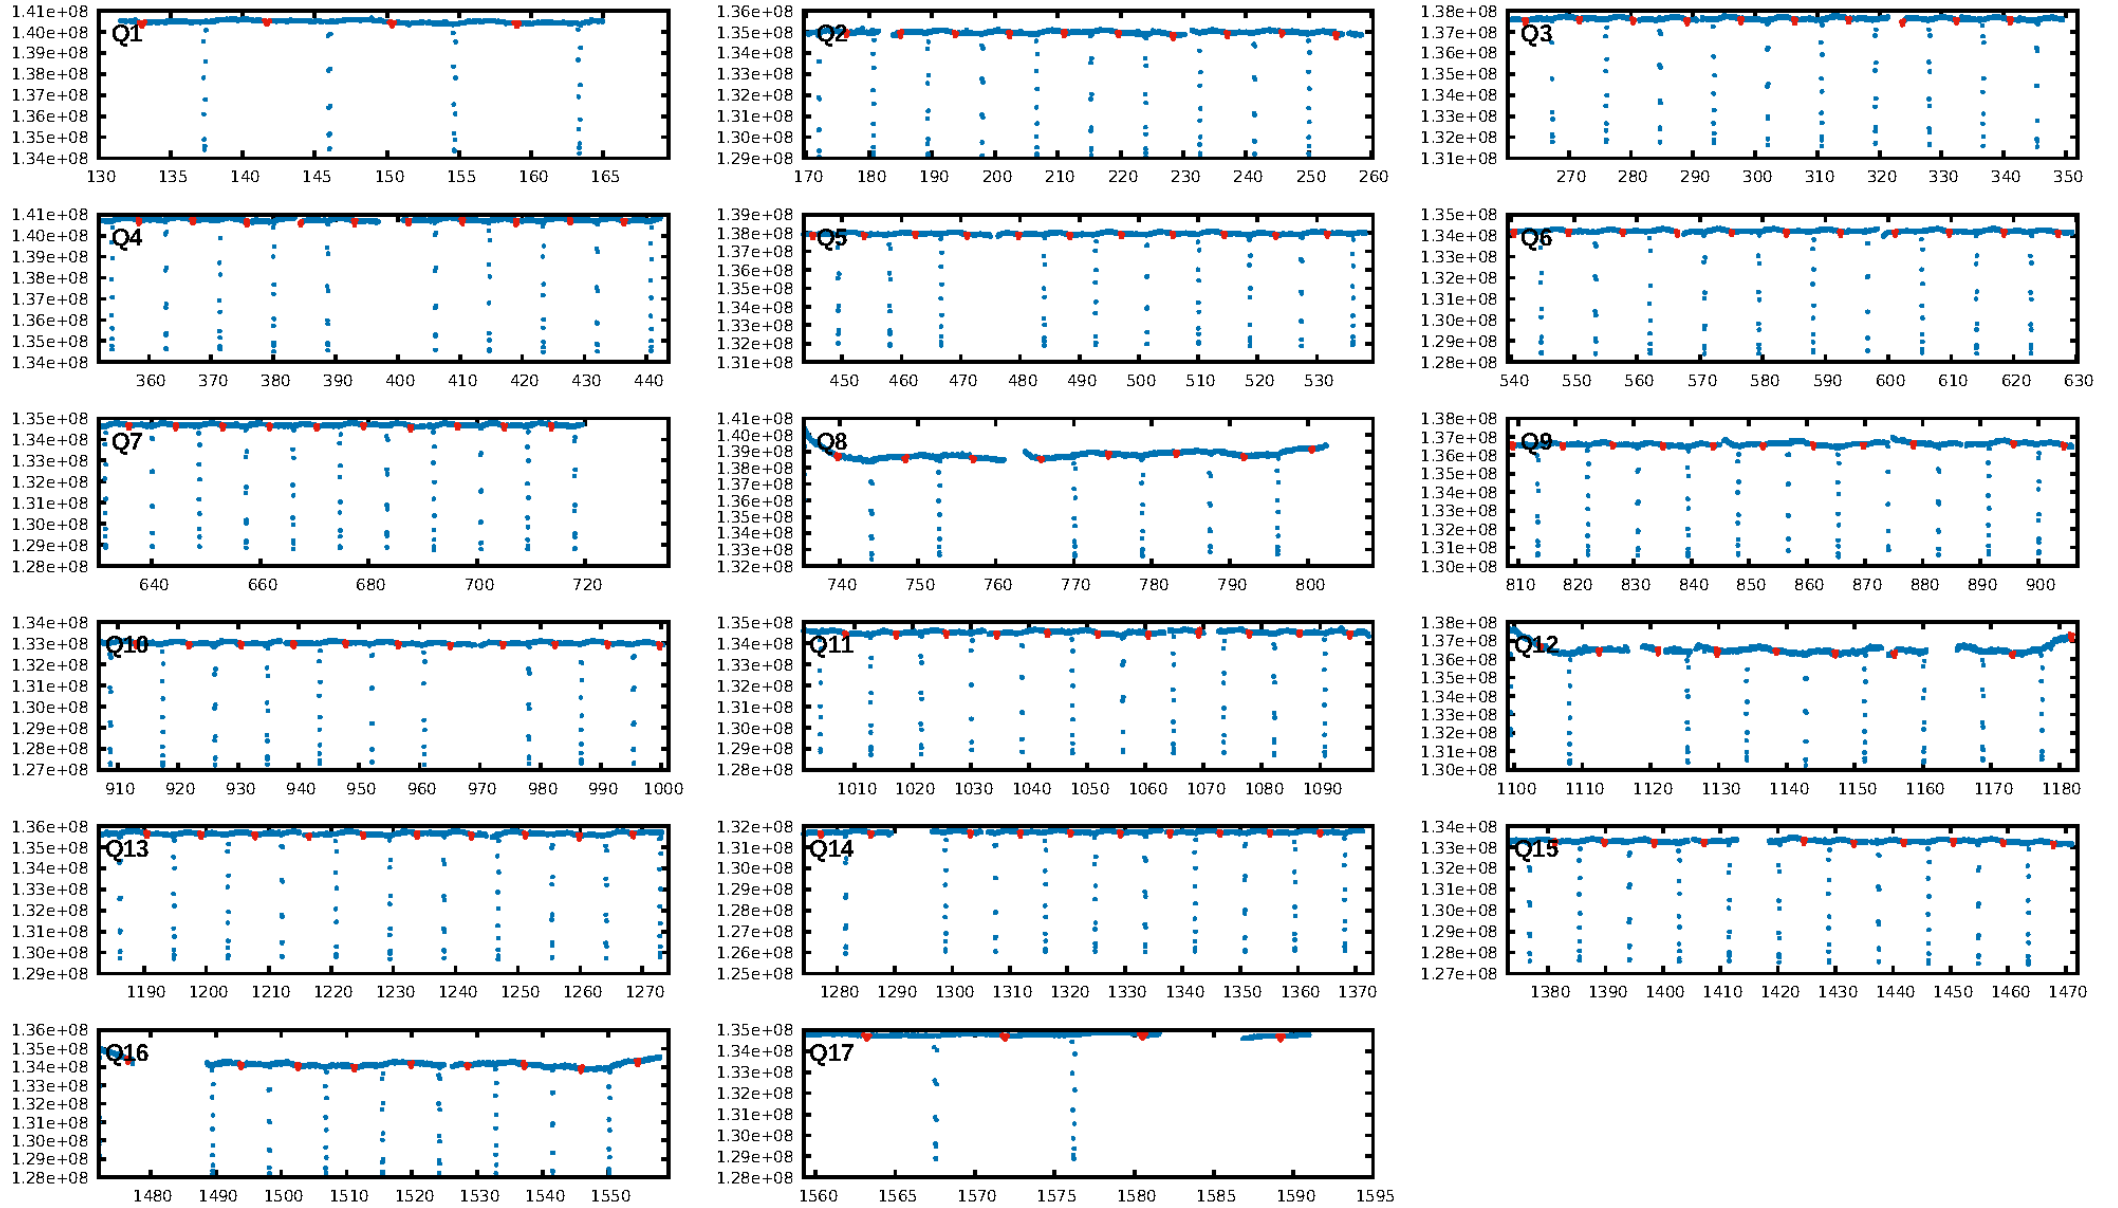 Q1
1.41e+08
1.40e+08
1.39e+08
1.38e+08
1.37e+08
1.36e+08
1.35e+08
1.34e+08
130 135 140 145 150 155 160 165
Q2
1.36e+08
1.35e+08
1.34e+08
1.33e+08
1.32e+08
1.31e+08
1.30e+08
1.29e+08
170 180 190 200 210 220 230 240 250 260
Q3
1.38e+08
1.37e+08
1.36e+08
1.35e+08
1.34e+08
1.33e+08
1.32e+08
1.31e+08
270 280 290 300 310 320 330 340 350
Q4
1.41e+08
1.40e+08
1.39e+08
1.38e+08
1.37e+08
1.36e+08
1.35e+08
1.34e+08
360 370 380 390 400 410 420 430 440
Q5
1.39e+08
1.38e+08
1.37e+08
1.36e+08
1.35e+08
1.34e+08
1.33e+08
1.32e+08
1.31e+08
450 460 470 480 490 500 510 520 530
Q6
1.35e+08
1.34e+08
1.33e+08
1.32e+08
1.31e+08
1.30e+08
1.29e+08
1.28e+08
540 550 560 570 580 590 600 610 620 630
Q7
1.35e+08
1.34e+08
1.33e+08
1.32e+08
1.31e+08
1.30e+08
1.29e+08
1.28e+08
640 660 680 700 720
Q8
1.41e+08
1.40e+08
1.39e+08
1.38e+08
1.37e+08
1.36e+08
1.35e+08
1.34e+08
1.33e+08
1.32e+08
740 750 760 770 780 790 800
Q9
1.38e+08
1.37e+08
1.36e+08
1.35e+08
1.34e+08
1.33e+08
1.32e+08
1.31e+08
1.30e+08
810 820 830 840 850 860 870 880 890 900
Q10
1.34e+08
1.33e+08
1.32e+08
1.31e+08
1.30e+08
1.29e+08
1.28e+08
1.27e+08
910 920 930 940 950 960 970 980 990 1000
Q11
1.35e+08
1.34e+08
1.33e+08
1.32e+08
1.31e+08
1.30e+08
1.29e+08
1.28e+08
1010 1020 1030 1040 1050 1060 1070 1080 1090
Q12
1.38e+08
1.37e+08
1.36e+08
1.35e+08
1.34e+08
1.33e+08
1.32e+08
1.31e+08
1.30e+08
1100 1110 1120 1130 1140 1150 1160 1170 1180
Q13
1.36e+08
1.35e+08
1.34e+08
1.33e+08
1.32e+08
1.31e+08
1.30e+08
1.29e+08
1190 1200 1210 1220 1230 1240 1250 1260 1270
Q14
1.32e+08
1.31e+08
1.30e+08
1.29e+08
1.28e+08
1.27e+08
1.26e+08
1.25e+08
1280 1290 1300 1310 1320 1330 1340 1350 1360 1370
Q15
1.34e+08
1.33e+08
1.32e+08
1.31e+08
1.30e+08
1.29e+08
1.28e+08
1.27e+08
1380 1390 1400 1410 1420 1430 1440 1450 1460 1470
Q16
1.36e+08
1.35e+08
1.34e+08
1.33e+08
1.32e+08
1.31e+08
1.30e+08
1.29e+08
1.28e+08
1480 1490 1500 1510 1520 1530 1540 1550
Q17
1.35e+08
1.34e+08
1.33e+08
1.32e+08
1.31e+08
1.30e+08
1.29e+08
1.28e+08
1560 1565 1570 1575 1580 1585 1590 1595